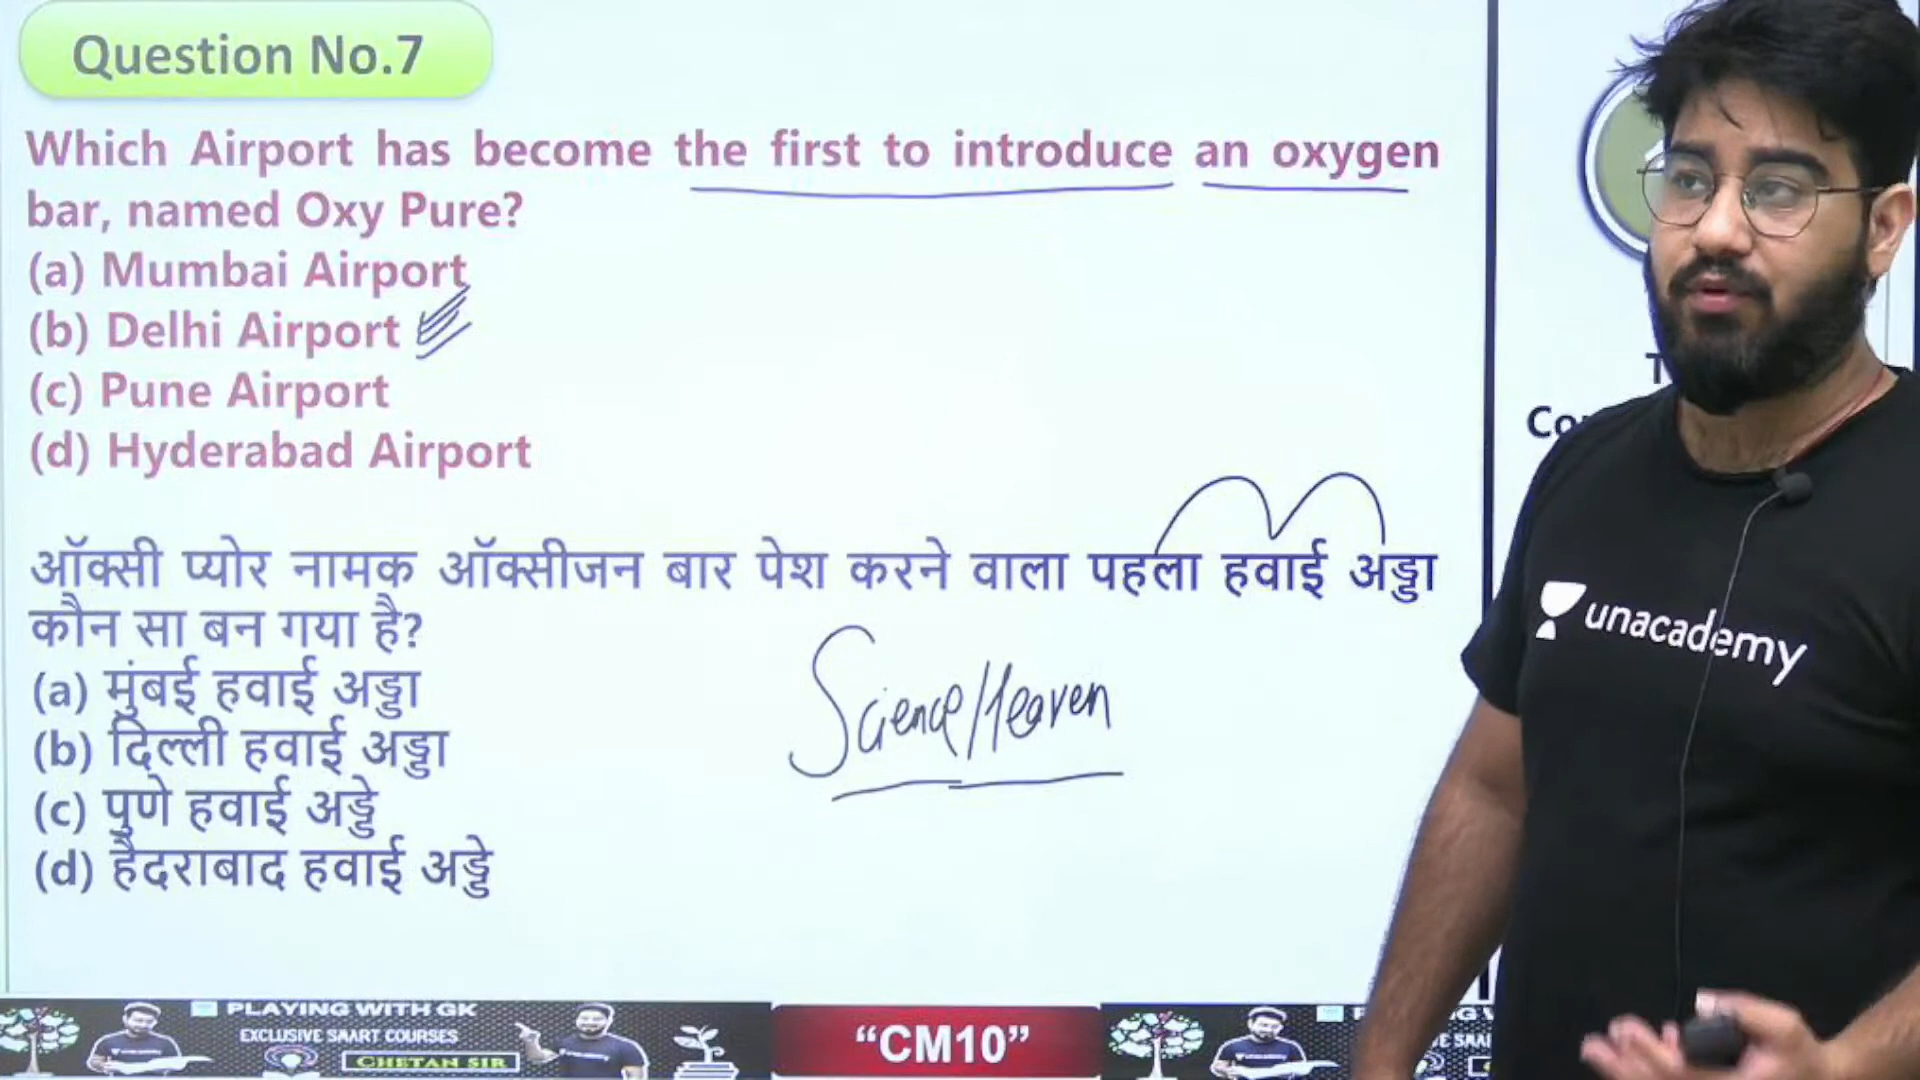 Question No.7
Which Airport has become the first to introduce an oxygen
bar, named Oxy Pure?
(a) Mumbai Airport
(b) Delhi Airport
(c) Pune Airport
(d) Hyderabad Airport
ऑक्सी प्योर नामक ऑक्सीजन बार पेश करने वाला पहला हवाई अड्डा
कौन सा बन गया है?
(a) मुंबई हवाई अड्डा
(b) दिल्ली हवाई अड्डा
(c) पुणे हवाई अड्डे
(d) हैदराबाद हवाई अड्डे
Science/Heaven
unacademy
PLAYING WITH GK
EXCLUSIVE SMART COURSES
CHETAN SIR
"CM10"